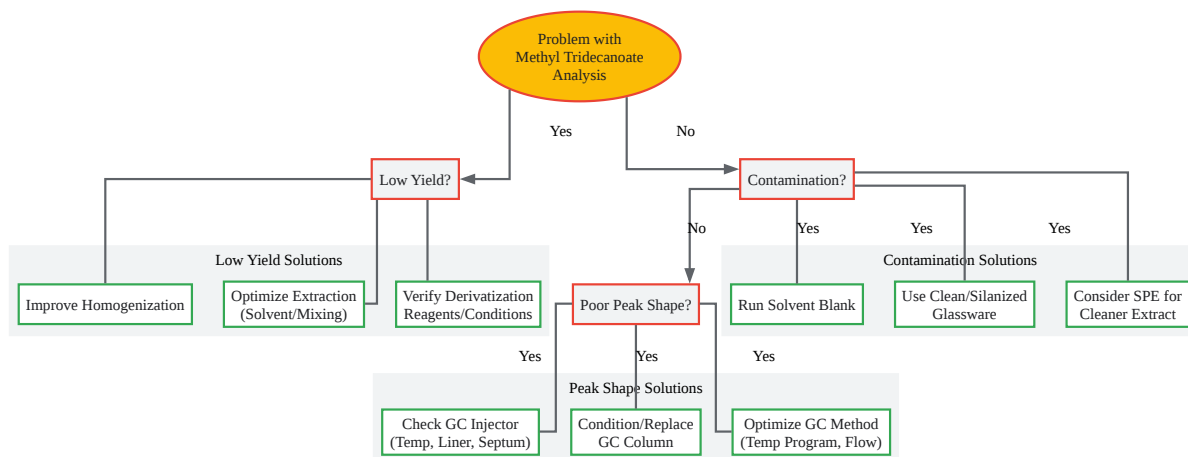 Problem with
Methyl Tridecanoate
Analysis
Yes
No
Low Yield?
Contamination?
No
Yes
Yes
Yes
Low Yield Solutions
Contamination Solutions
Improve Homogenization
Optimize Extraction
(Solvent/Mixing)
Verify Derivatization
Reagents/Conditions
Poor Peak Shape?
Run Solvent Blank
Use Clean/Silanized
Glassware
Consider SPE for
Cleaner Extract
Yes
Yes
Yes
Peak Shape Solutions
Check GC Injector
(Temp, Liner, Septum)
Condition/Replace
GC Column
Optimize GC Method
(Temp Program, Flow)